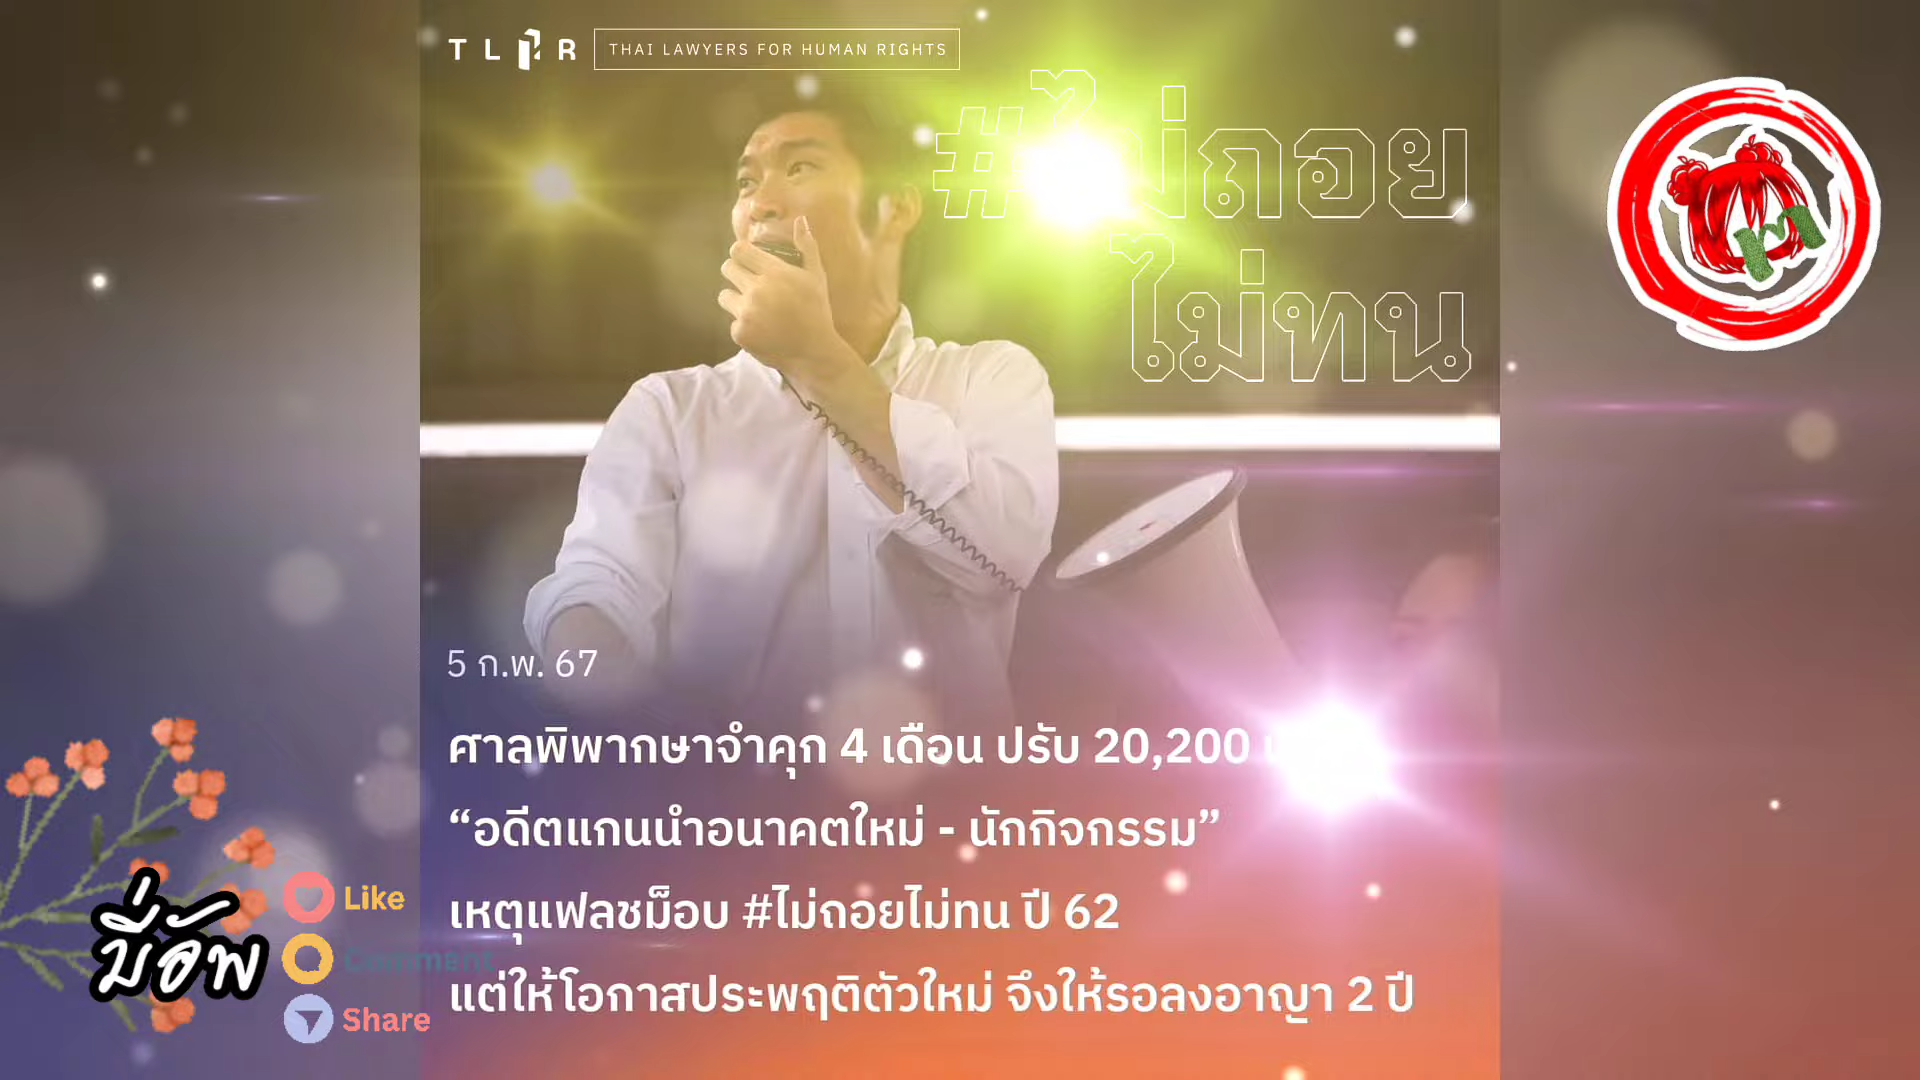 TLHR
THAI LAWYERS FOR HUMAN RIGHTS
#ไม่ถอย
ไม่ทน
5 ก.พ. 67
ศาลพิพากษาจำคุก 4 เดือน ปรับ 20,200
“อดีตแกนนำอนาคตใหม่ - นักกิจกรรม”
เหตุแฟลชม็อบ #ไม่ถอยไม่ทน ปี 62
แต่ให้โอกาสประพฤติตัวใหม่ จึงให้รอลงอาญา 2 ปี
บี่อัพ
Like
Comment
Share